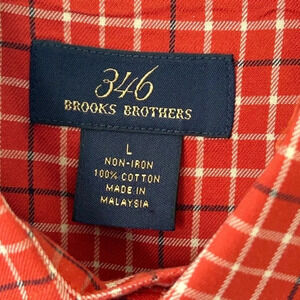 346
BROOKS BROTHERS
L
NON-IRON
100% COTTON
MADE IN
MALAYSIA